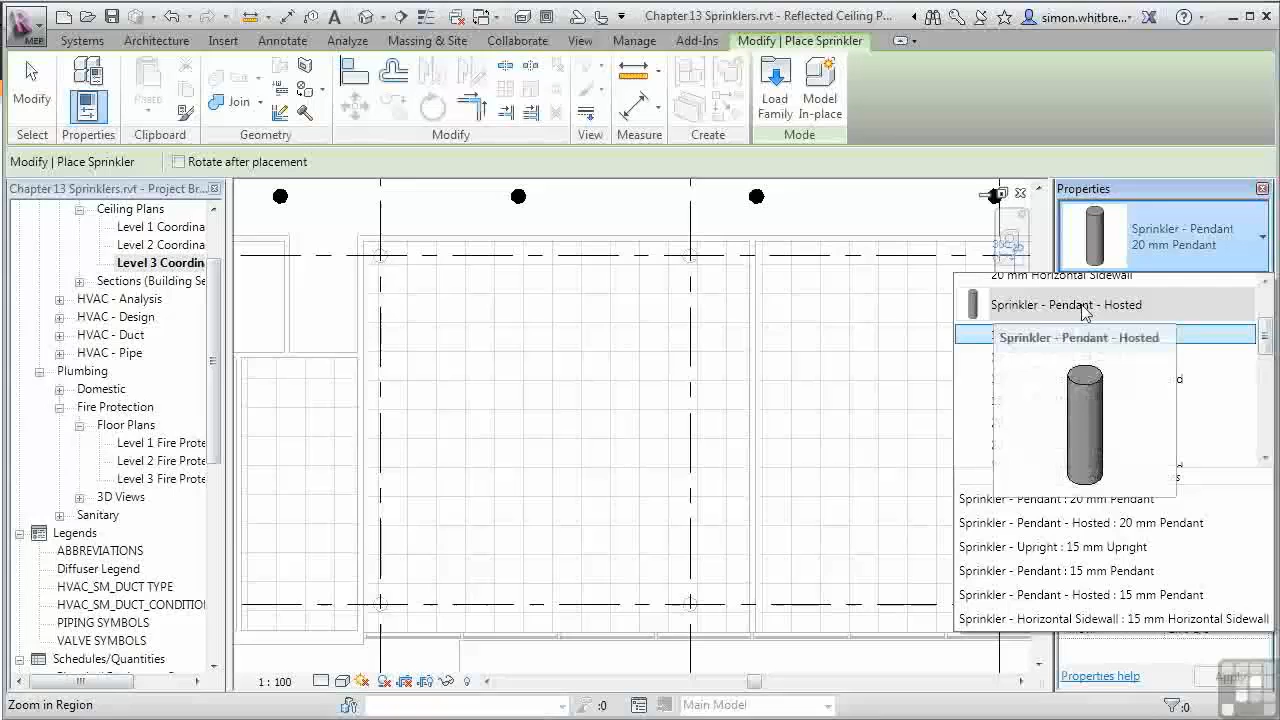 Chapter 13 Sprinklers.rvt - Reflected Ceiling P...
simon.whitbre...
MEP
Systems
Architecture
Insert
Annotate
Analyze
Massing & Site
Collaborate
View
Manage
Add-Ins
Modify | Place Sprinkler
Modify
Paste
Join
Load Family
Model In-place
Select
Properties
Clipboard
Geometry
Modify
View
Measure
Create
Mode
Modify | Place Sprinkler
Rotate after placement
Chapter 13 Sprinklers.rvt - Project Br...
Ceiling Plans
Level 1 Coordina
Level 2 Coordina
Level 3 Coordin
Sections (Building Se
HVAC - Analysis
HVAC - Design
HVAC - Duct
HVAC - Pipe
Plumbing
Domestic
Fire Protection
Floor Plans
Level 1 Fire Prote
Level 2 Fire Prote
Level 3 Fire Prote
3D Views
Sanitary
Legends
ABBREVIATIONS
Diffuser Legend
HVAC_SM_DUCT TYPE
HVAC_SM_DUCT_CONDITIO
PIPING SYMBOLS
VALVE SYMBOLS
Schedules/Quantities
Properties
Sprinkler - Pendant
20 mm Pendant
20 mm Horizontal Sidewall
Sprinkler - Pendant - Hosted
Sprinkler - Pendant - Hosted
Sprinkler - Pendant : 20 mm Pendant
Sprinkler - Pendant - Hosted : 20 mm Pendant
Sprinkler - Upright : 15 mm Upright
Sprinkler - Pendant : 15 mm Pendant
Sprinkler - Pendant - Hosted : 15 mm Pendant
Sprinkler - Horizontal Sidewall : 15 mm Horizontal Sidewall
Properties help
Apply
1 : 100
Zoom in Region
:0
Main Model
:0